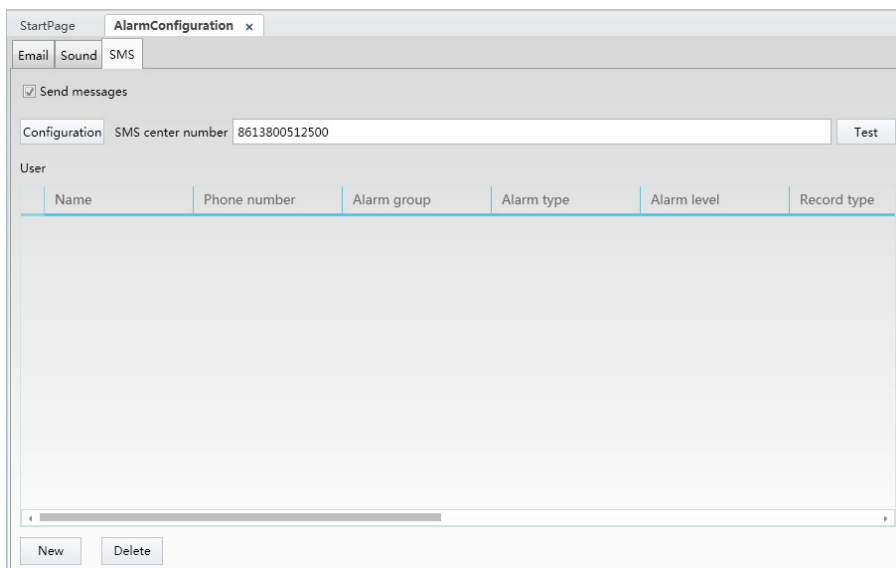 StartPage AlarmConfiguration x
Email Sound SMS
Send messages
Configuration SMS center number 8613800512500 Test
User
Name Phone number Alarm group Alarm type Alarm level Record type
New Delete